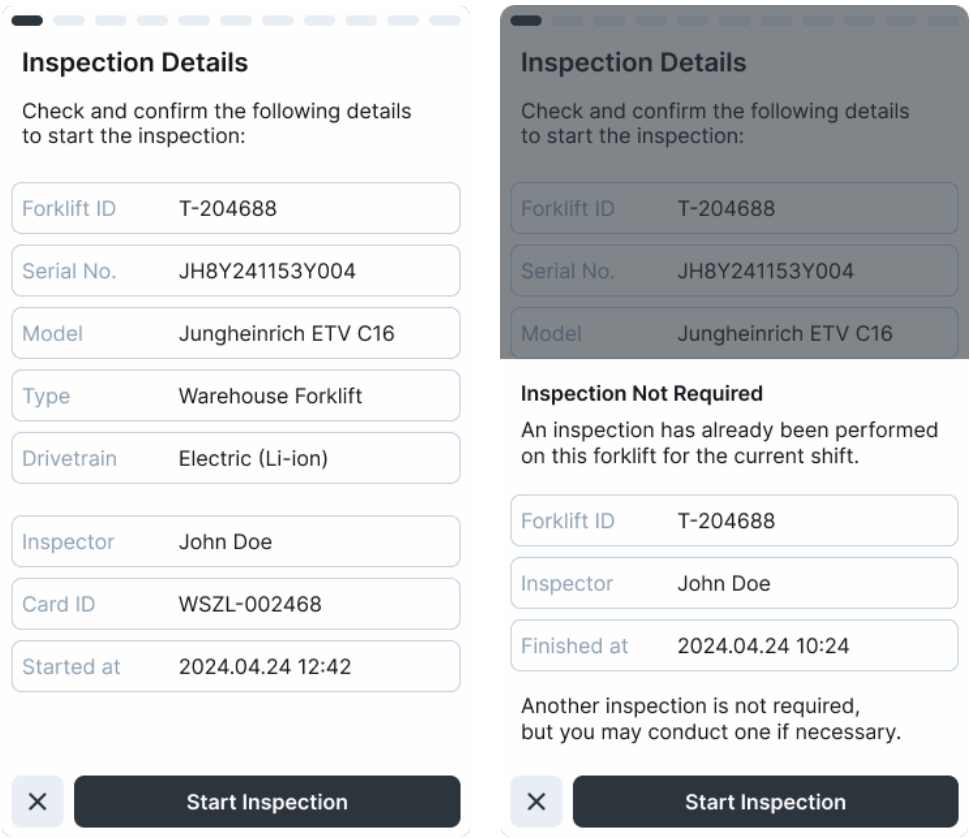 Inspection Details
Check and confirm the following details
to start the inspection:
Forklift ID T-204688
Serial No. JH8Y241153Y004
Model Jungheinrich ETV C16
Type Warehouse Forklift
Drivetrain Electric (Li-ion)
Inspector John Doe
Card ID WSZL-002468
Started at 2024.04.24 12:42
Start Inspection
Inspection Details
Check and confirm the following details
to start the inspection:
Forklift ID T-204688
Serial No. JH8Y241153Y004
Model Jungheinrich ETV C16
Inspection Not Required
An inspection has already been performed
on this forklift for the current shift.
Forklift ID T-204688
Inspector John Doe
Finished at 2024.04.24 10:24
Another inspection is not required,
but you may conduct one if necessary.
Start Inspection